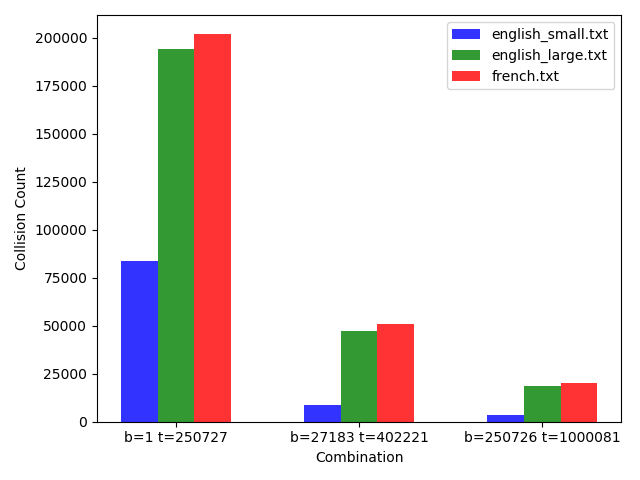 english_small.txt
english_large.txt
french.txt
200000
175000
150000
125000
100000
75000
50000
25000
0
Collision Count
b=1 t=250727
b=27183 t=402221
b=250726 t=1000081
Combination